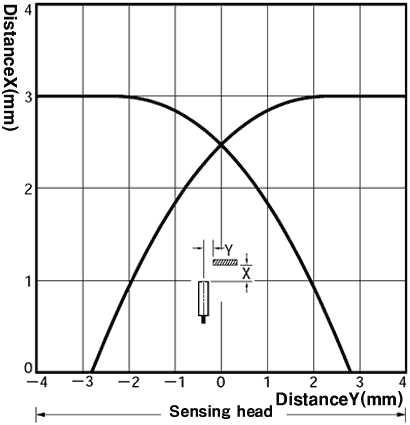 DistanceX(mm)
4
3
2
1
0
Y
X
−4 −3 −2 −1 0 1 2 3 4
DistanceY(mm)
Sensing head